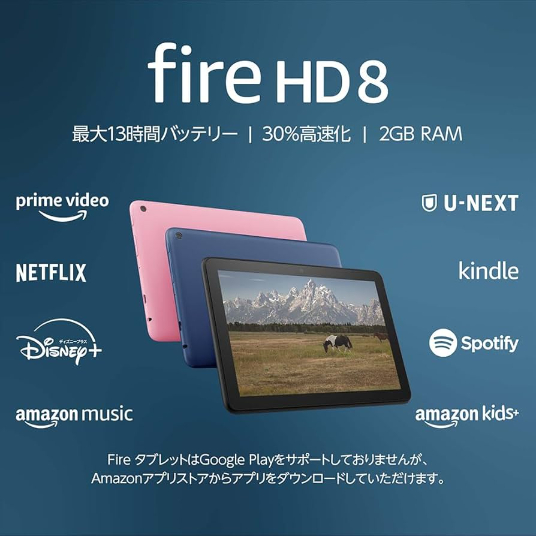 fire HD 8
最大13時間バッテリー | 30%高速化 | 2GB RAM
prime video
U-NEXT
NETFLIX
kindle
ディズニープラス
Disney+
Spotify
amazon music
amazon kids+
Fire タブレットはGoogle Playをサポートしておりませんが、
Amazonアプリストアからアプリをダウンロードしていただけます。